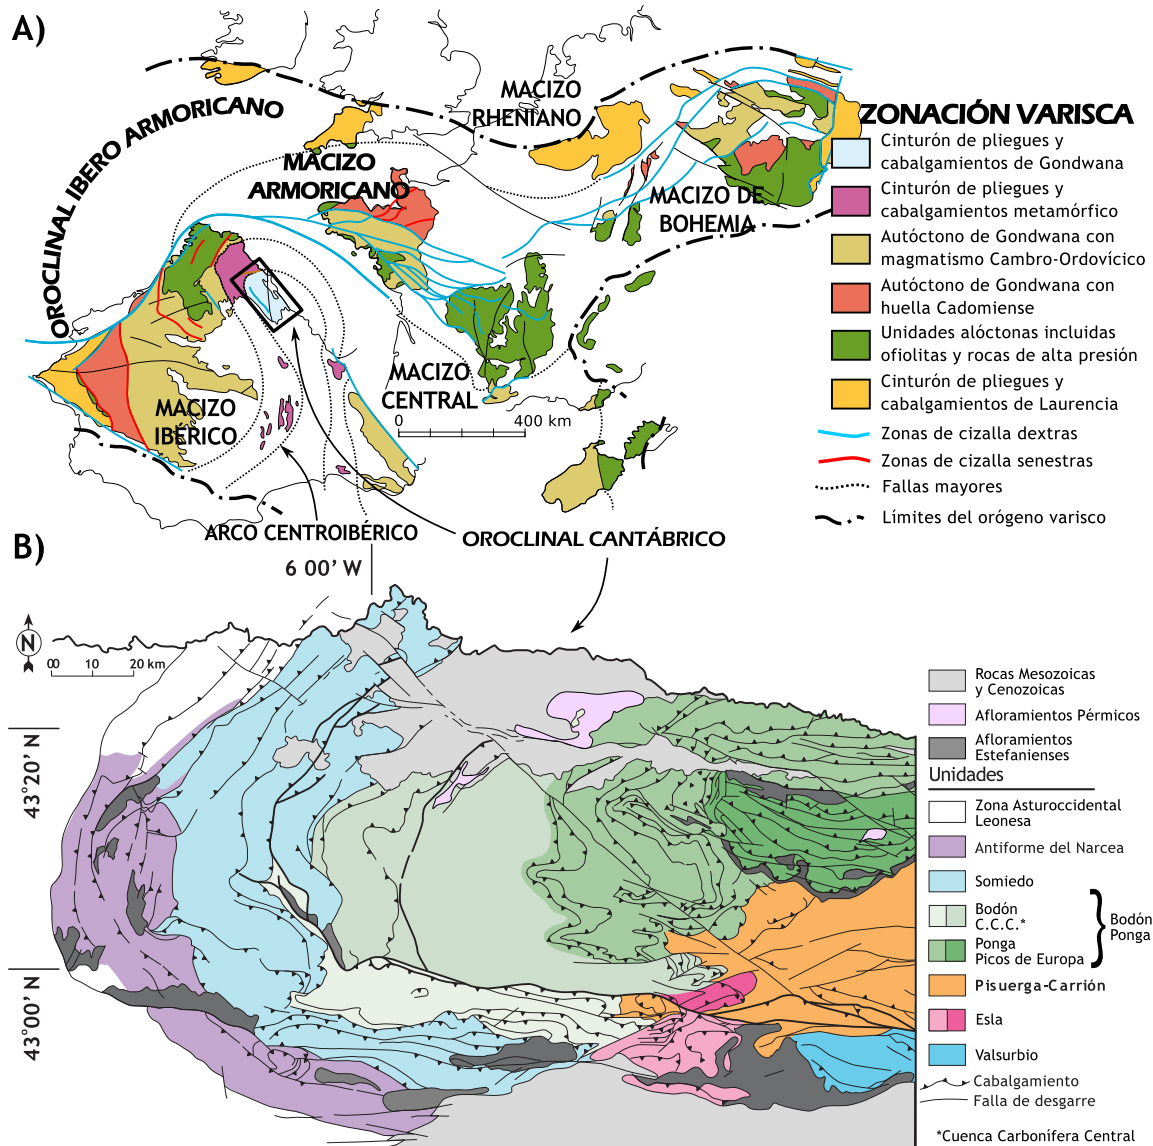 A)
OROCLINAL IBERO ARMORICANO
MACIZO
RHENIANO
MACIZO
ARMORICANO
MACIZO DE
BOHEMIA
MACIZO
CENTRAL
MACIZO
IBÉRICO
0
400 km
ARCO CENTROIBÉRICO
OROCLINAL CANTÁBRICO
ZONACIÓN VARISCA
Cinturón de pliegues y
cabalgamientos de Gondwana
Cinturón de pliegues y
cabalgamientos metamórfico
Autóctono de Gondwana con
magmatismo Cambro-Ordovícico
Autóctono de Gondwana con
huella Cadomiense
Unidades alóctonas incluidas
ofiolitas y rocas de alta presión
Cinturón de pliegues y
cabalgamientos de Laurencia
Zonas de cizalla dextras
Zonas de cizalla senestras
Fallas mayores
Límites del orógeno varisco
B)
6 00' W
N
00 10 20 km
43°20' N
43°00' N
Rocas Mesozoicas
y Cenozoicas
Afloramientos Pérmicos
Afloramientos
Estefanienses
Unidades
Zona Asturoccidental
Leonesa
Antiforme del Narcea
Somiedo
Bodón
C.C.C.*
Ponga
Picos de Europa
Bodón
Ponga
Pisuerga-Carrión
Esla
Valsurbio
Cabalgamiento
Falla de desgarre
*Cuenca Carbonífera Central